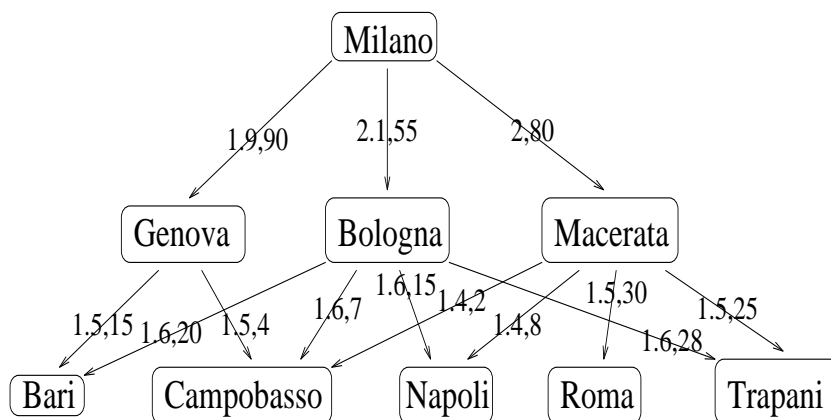 Milano
1.9,90
2.1,55
2,80
Genova
Bologna
Macerata
1.5,15
1.6,20
1.5,4
1.6,7
1.6,15
1.4,2
1.4,8
1.5,30
1.6,28
1.5,25
Bari
Campobasso
Napoli
Roma
Trapani